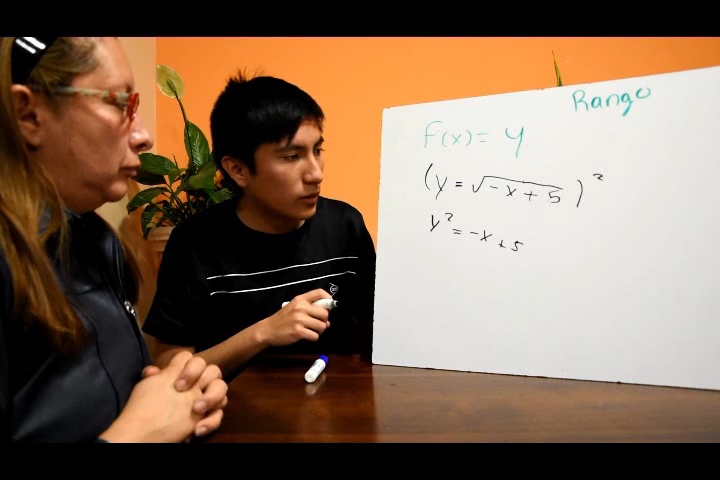 Rango
F(x) = y
(y = √-x + 5)²
y² = -x + 5